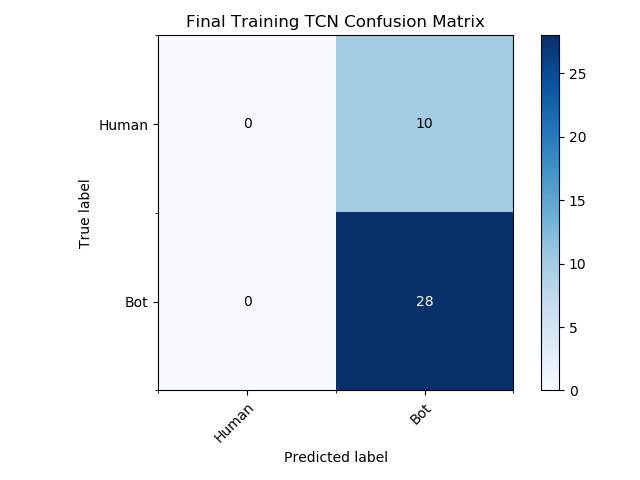 Final Training TCN Confusion Matrix
Human
Bot
True label
0
10
0
28
Human
Bot
Predicted label
25
20
15
10
5
0